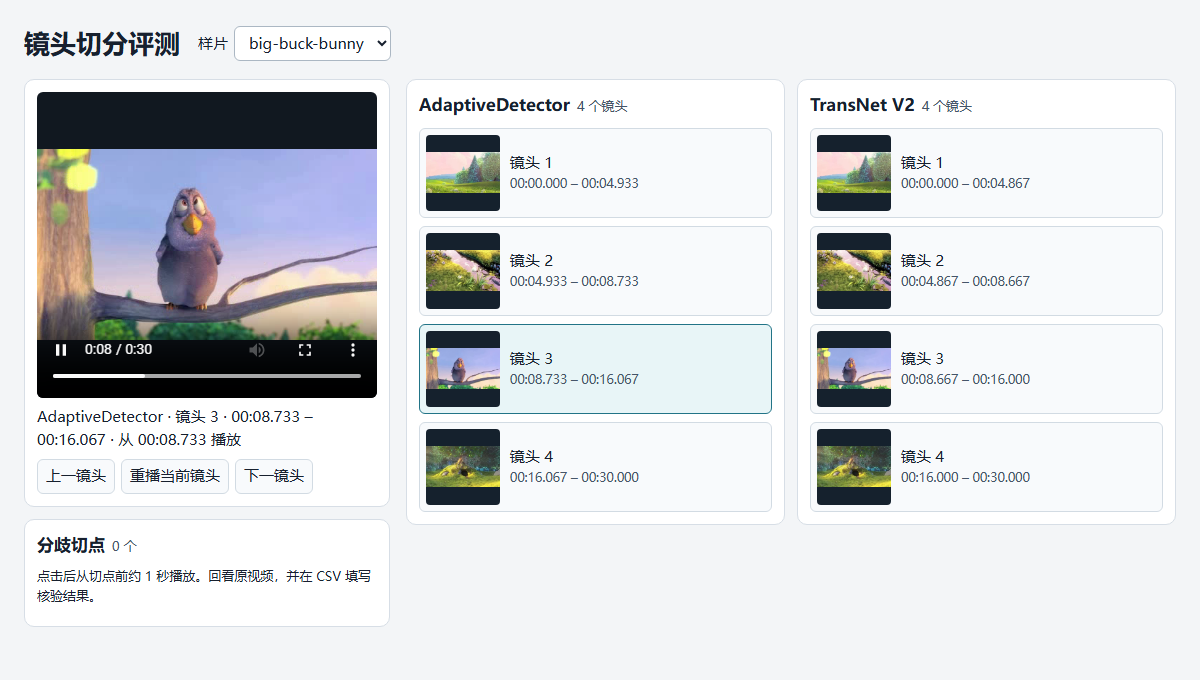 镜头切分评测
样片
big-buck-bunny
0:08 / 0:30
AdaptiveDetector · 镜头 3 · 00:08.733 –
00:16.067 · 从 00:08.733 播放
上一镜头
重播当前镜头
下一镜头
分歧切点 0 个
点击后从切点前约 1 秒播放。回看原视频，并在 CSV 填写
核验结果。
AdaptiveDetector 4 个镜头
镜头 1
00:00.000 – 00:04.933
镜头 2
00:04.933 – 00:08.733
镜头 3
00:08.733 – 00:16.067
镜头 4
00:16.067 – 00:30.000
TransNet V2 4 个镜头
镜头 1
00:00.000 – 00:04.867
镜头 2
00:04.867 – 00:08.667
镜头 3
00:08.667 – 00:16.000
镜头 4
00:16.000 – 00:30.000